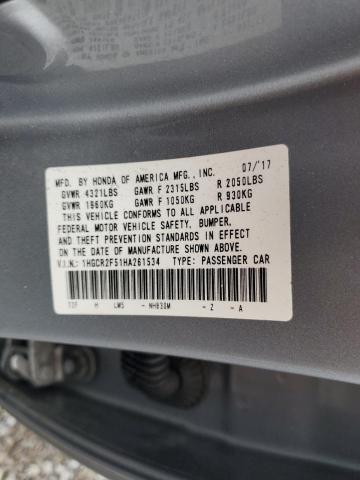 MFD. BY HONDA OF AMERICA MFG., INC. 07/'17
GVWR 4321LBS GAWR F 2315LBS R 2050LBS
GVWR 1960KG GAWR F 1050KG R 930KG
THIS VEHICLE CONFORMS TO ALL APPLICABLE
FEDERAL MOTOR VEHICLE SAFETY, BUMPER,
AND THEFT PREVENTION STANDARDS IN EFFECT
ON THE DATE OF MANUFACTURE SHOWN ABOVE.
V.I.N.: 1HGCR2F51HA261534 TYPE: PASSENGER CAR
H LWS - NH830M - 2 - A